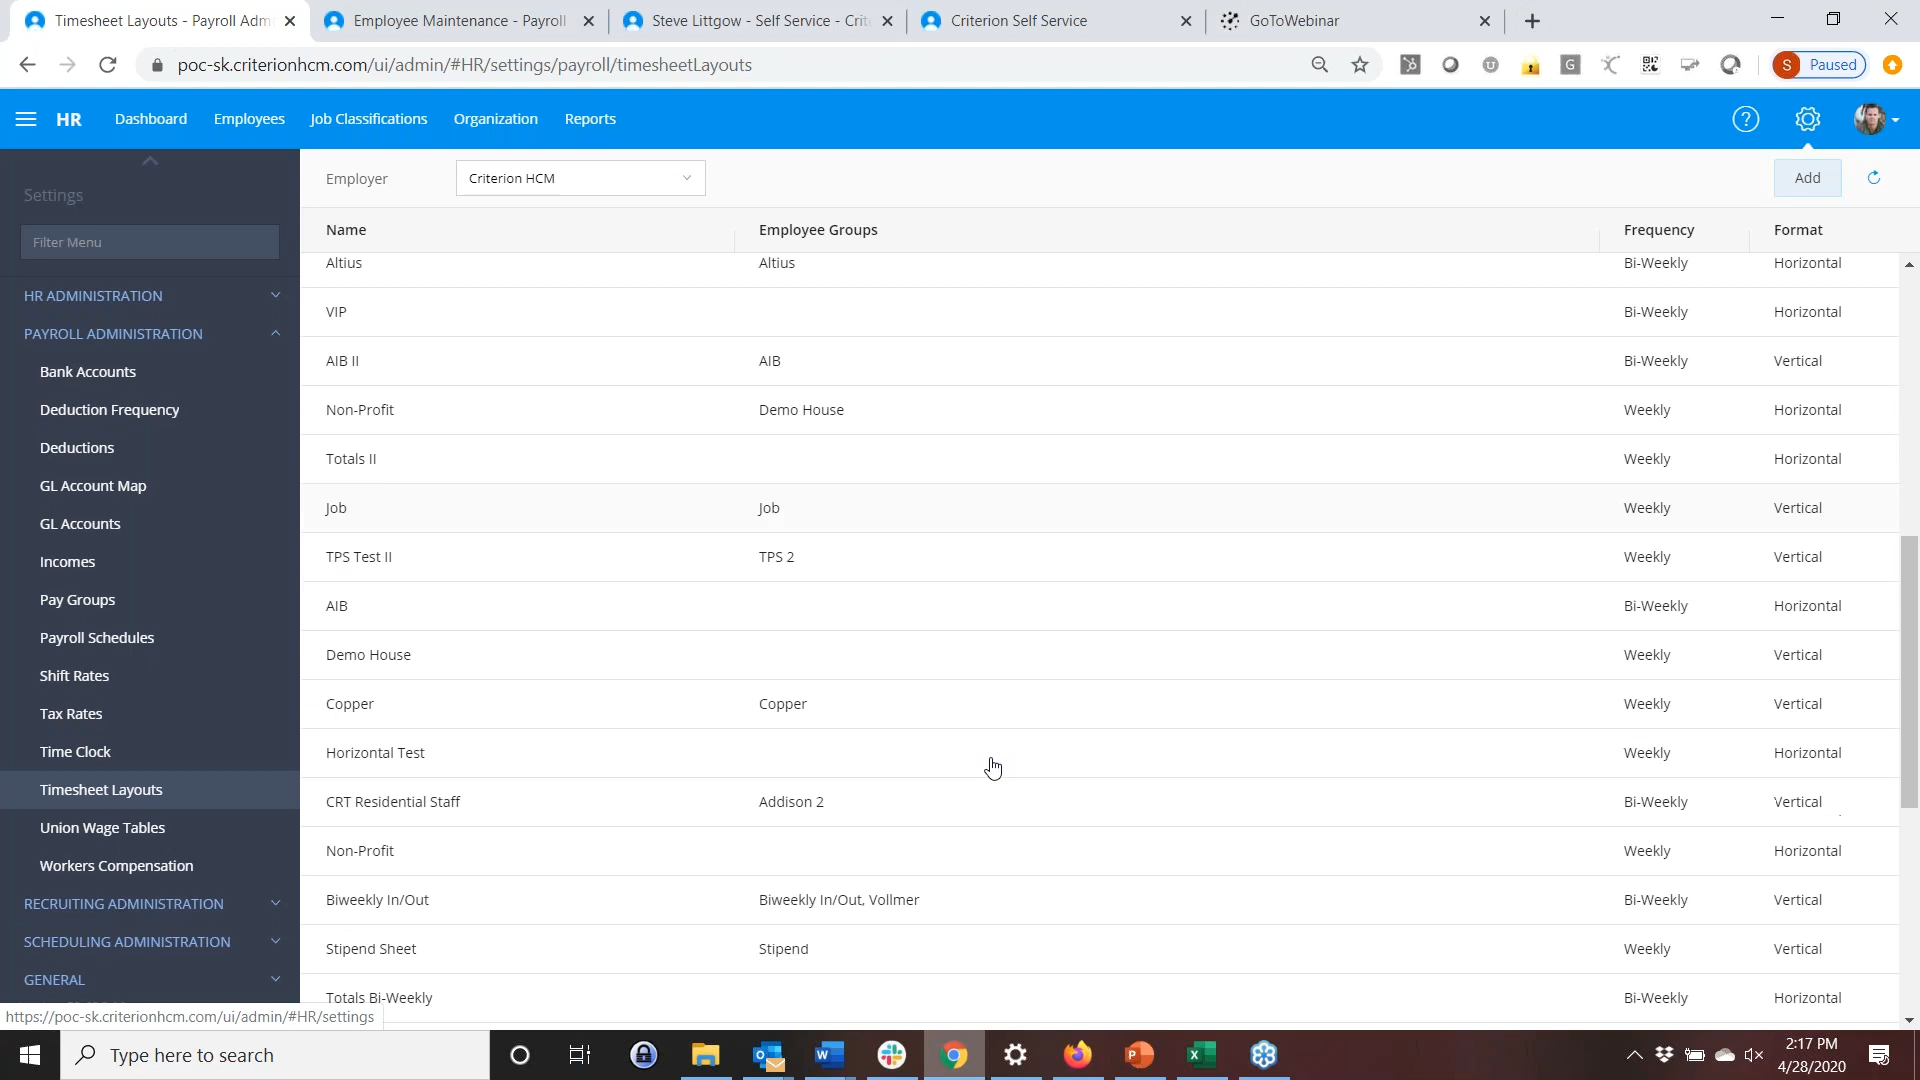 Timesheet Layouts - Payroll Adm
Employee Maintenance - Payroll
Steve Littgow - Self Service - Crit
Criterion Self Service
GoToWebinar
poc-sk.criterionhcm.com/ui/admin/#HR/settings/payroll/timesheetLayouts
S Paused
HR Dashboard Employees Job Classifications Organization Reports
Settings
Filter Menu
HR ADMINISTRATION
PAYROLL ADMINISTRATION
Bank Accounts
Deduction Frequency
Deductions
GL Account Map
GL Accounts
Incomes
Pay Groups
Payroll Schedules
Shift Rates
Tax Rates
Time Clock
Timesheet Layouts
Union Wage Tables
Workers Compensation
RECRUITING ADMINISTRATION
SCHEDULING ADMINISTRATION
GENERAL
Employer Criterion HCM Add
Name Employee Groups Frequency Format
Altius Altius Bi-Weekly Horizontal
VIP Bi-Weekly Horizontal
AIB II AIB Bi-Weekly Vertical
Non-Profit Demo House Weekly Horizontal
Totals II Weekly Horizontal
Job Job Weekly Vertical
TPS Test II TPS 2 Weekly Vertical
AIB Bi-Weekly Horizontal
Demo House Weekly Vertical
Copper Copper Weekly Vertical
Horizontal Test Weekly Horizontal
CRT Residential Staff Addison 2 Bi-Weekly Vertical
Non-Profit Weekly Horizontal
Biweekly In/Out Biweekly In/Out, Vollmer Bi-Weekly Vertical
Stipend Sheet Stipend Weekly Vertical
Totals Bi-Weekly Bi-Weekly Horizontal
https://poc-sk.criterionhcm.com/ui/admin/#HR/settings
Type here to search
2:17 PM
4/28/2020